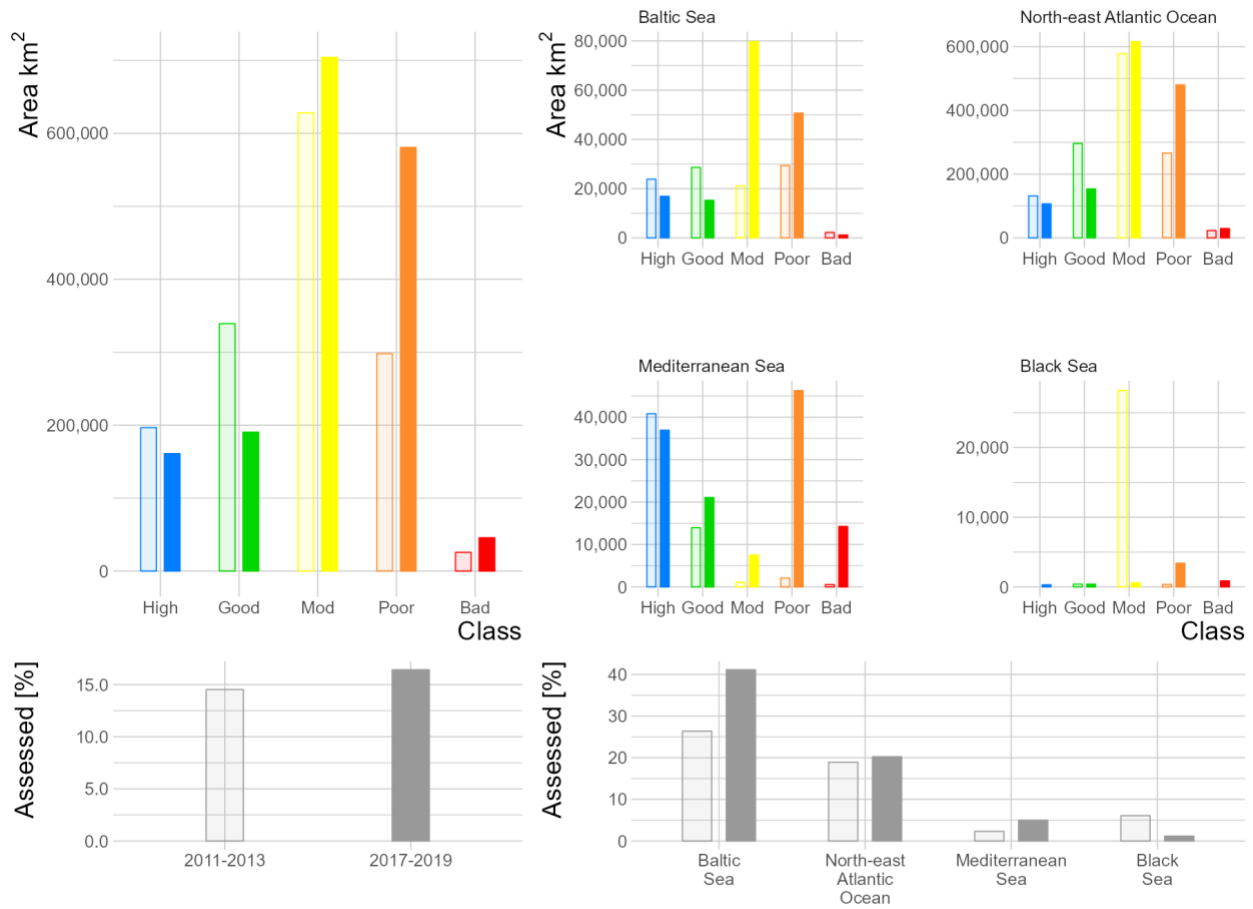 Area km²
600,000
400,000
200,000
0
High Good Mod Poor Bad
Class
Baltic Sea
Area km²
80,000
60,000
40,000
20,000
0
High Good Mod Poor Bad
North-east Atlantic Ocean
600,000
400,000
200,000
0
High Good Mod Poor Bad
Mediterranean Sea
40,000
30,000
20,000
10,000
0
High Good Mod Poor Bad
Black Sea
20,000
10,000
0
High Good Mod Poor Bad
Class
Assessed [%]
15.0
10.0
5.0
0.0
2011-2013 2017-2019
Assessed [%]
40
30
20
10
0
Baltic
Sea
North-east
Atlantic
Ocean
Mediterranean
Sea
Black
Sea